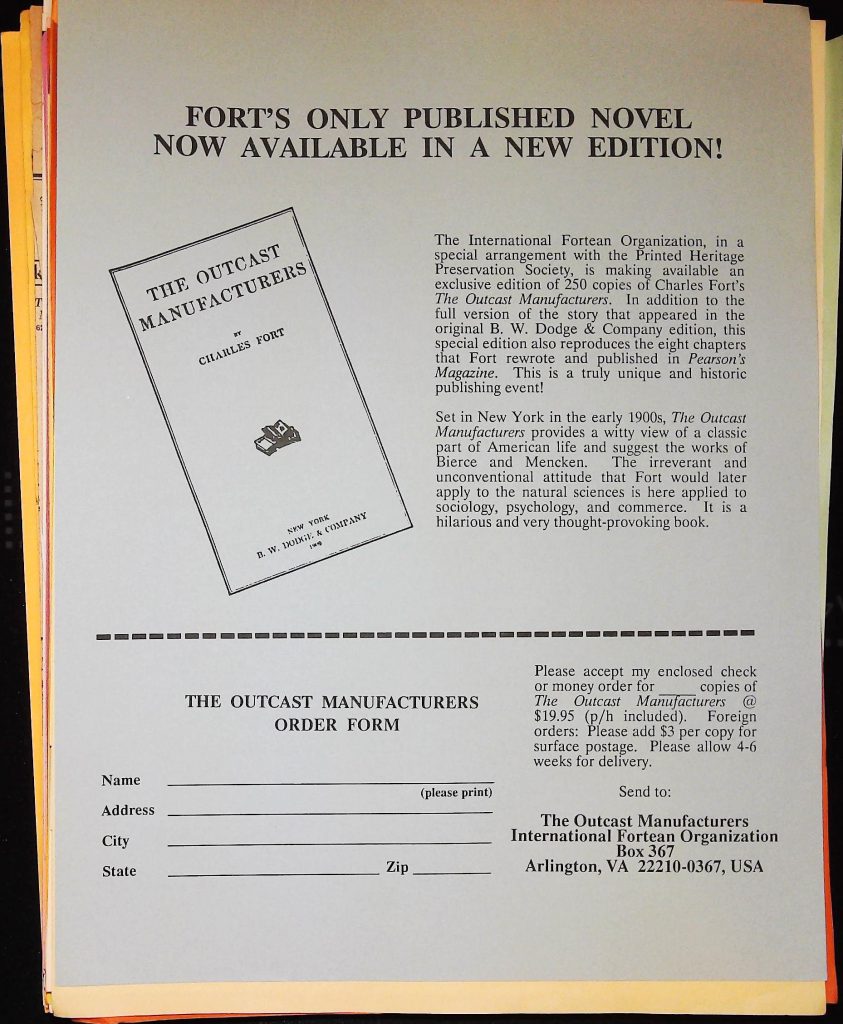 FORT'S ONLY PUBLISHED NOVEL
NOW AVAILABLE IN A NEW EDITION!
THE OUTCAST
MANUFACTURERS
BY
CHARLES FORT
NEW YORK
B. W. DODGE & COMPANY
1909
The International Fortean Organization, in a
special arrangement with the Printed Heritage
Preservation Society, is making available an
exclusive edition of 250 copies of Charles Fort's
The Outcast Manufacturers. In addition to the
full version of the story that appeared in the
original B. W. Dodge & Company edition, this
special edition also reproduces the eight chapters
that Fort rewrote and published in Pearson's
Magazine. This is a truly unique and historic
publishing event!
Set in New York in the early 1900s, The Outcast
Manufacturers provides a witty view of a classic
part of American life and suggest the works of
Bierce and Mencken. The irreverant and
unconventional attitude that Fort would later
apply to the natural sciences is here applied to
sociology, psychology, and commerce. It is a
hilarious and very thought-provoking book.
THE OUTCAST MANUFACTURERS
ORDER FORM
Name
(please print)
Address
City
State Zip
Please accept my enclosed check
or money order for _____ copies of
The Outcast Manufacturers @
$19.95 (p/h included). Foreign
orders: Please add $3 per copy for
surface postage. Please allow 4-6
weeks for delivery.
Send to:
The Outcast Manufacturers
International Fortean Organization
Box 367
Arlington, VA 22210-0367, USA